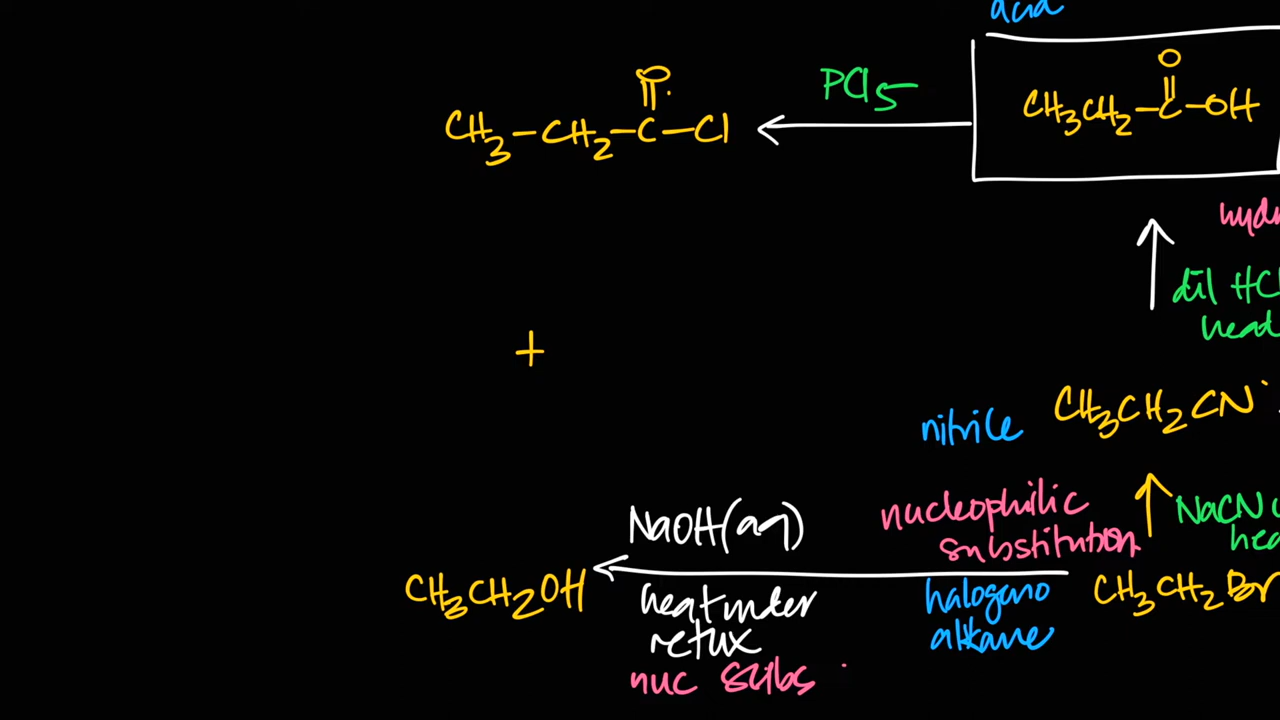 acid
O
CH3-CH2-C-Cl
PCl5
O
CH3CH2-C-OH
dil HCl
+
nitrile
CH3CH2CN
nucleophilic
substitution
NaCN
NaOH(aq)
CH3CH2OH
heat under
reflux
nuc subs
halogeno
alkane
CH3CH2Br